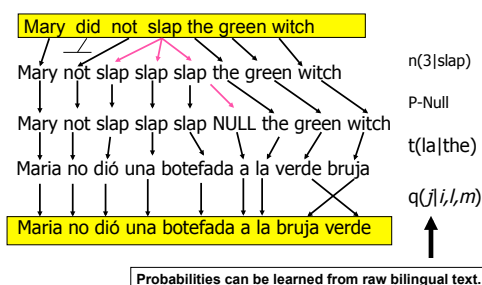 Mary did not slap the green witch
Mary not slap slap slap the green witch
n(3|slap)
Mary not slap slap slap NULL the green witch
P-Null
t(la|the)
Maria no dió una botefada a la verde bruja
q(j|i,l,m)
Maria no dió una botefada a la bruja verde
Probabilities can be learned from raw bilingual text.